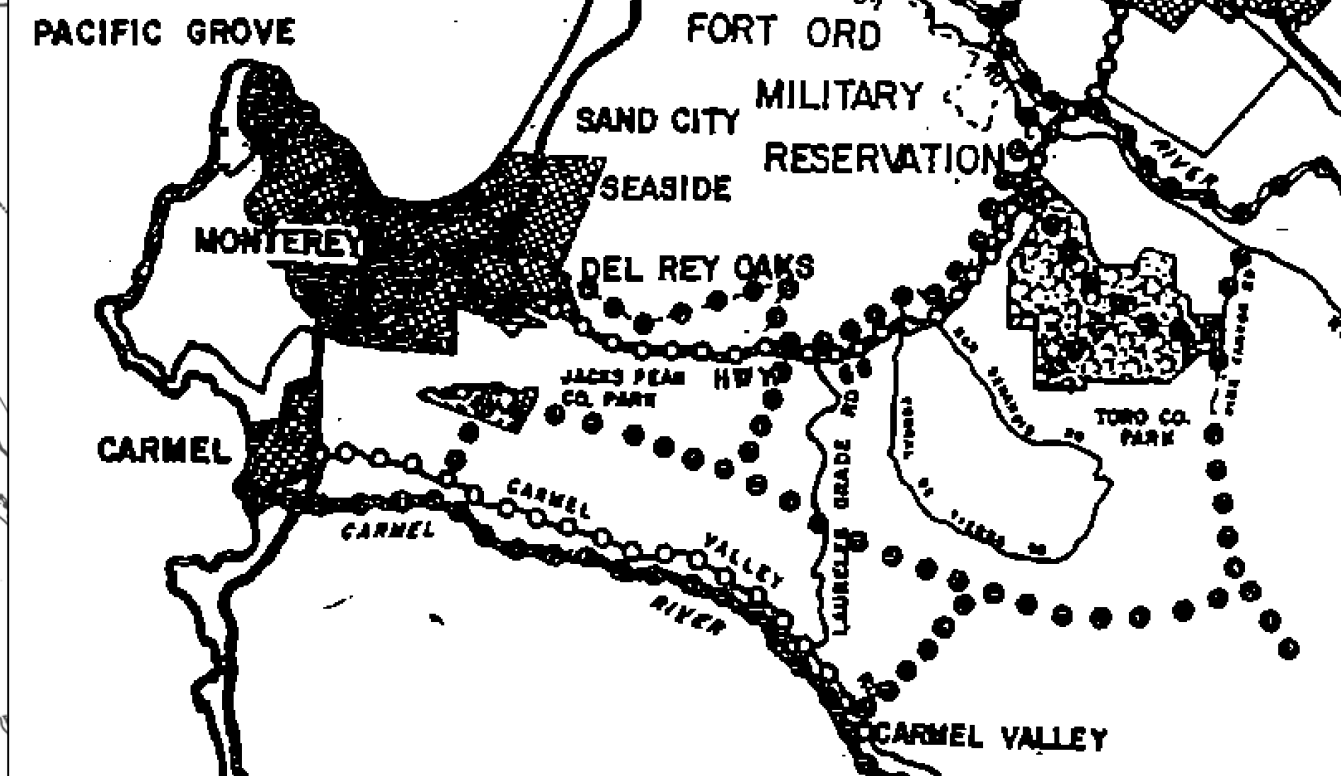 PACIFIC GROVE
FORT ORD
MILITARY
RESERVATION
SAND CITY
SEASIDE
MONTEREY
DEL REY OAKS
RIVER
JACKS PEAK
CO. PARK
HWY
TORO CO.
PARK
CARMEL
LAURELES GRADE RD
CARMEL
CARMEL VALLEY
RIVER
CARMEL VALLEY